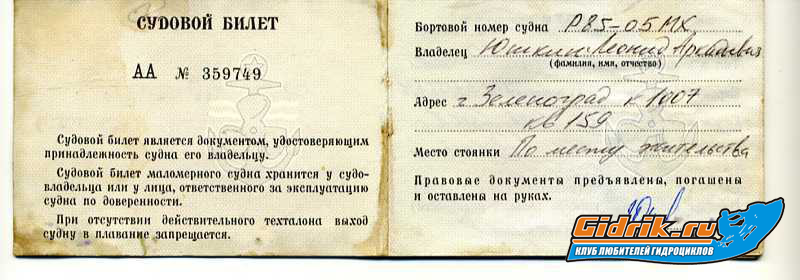 СУДОВОЙ БИЛЕТ
АА № 359749
Судовой билет является документом, удостоверяющим
принадлежность судна его владельцу.
Судовой билет маломерного судна хранится у судо-
владельца или у лица, ответственного за эксплуатацию
судна по доверенности.
При отсутствии действительного техталона выход
судну в плавание запрещается.
Бортовой номер судна Р85-05МХ
Владелец Юшкин Леонид Аркадьевич
(фамилия, имя, отчество)
Адрес г Зеленоград к 1007
кв 159
Место стоянки По месту жительства
Правовые документы предъявлены, погашены
и оставлены на руках.
Gidrik.ru
КЛУБ ЛЮБИТЕЛЕЙ ГИДРОЦИКЛОВ